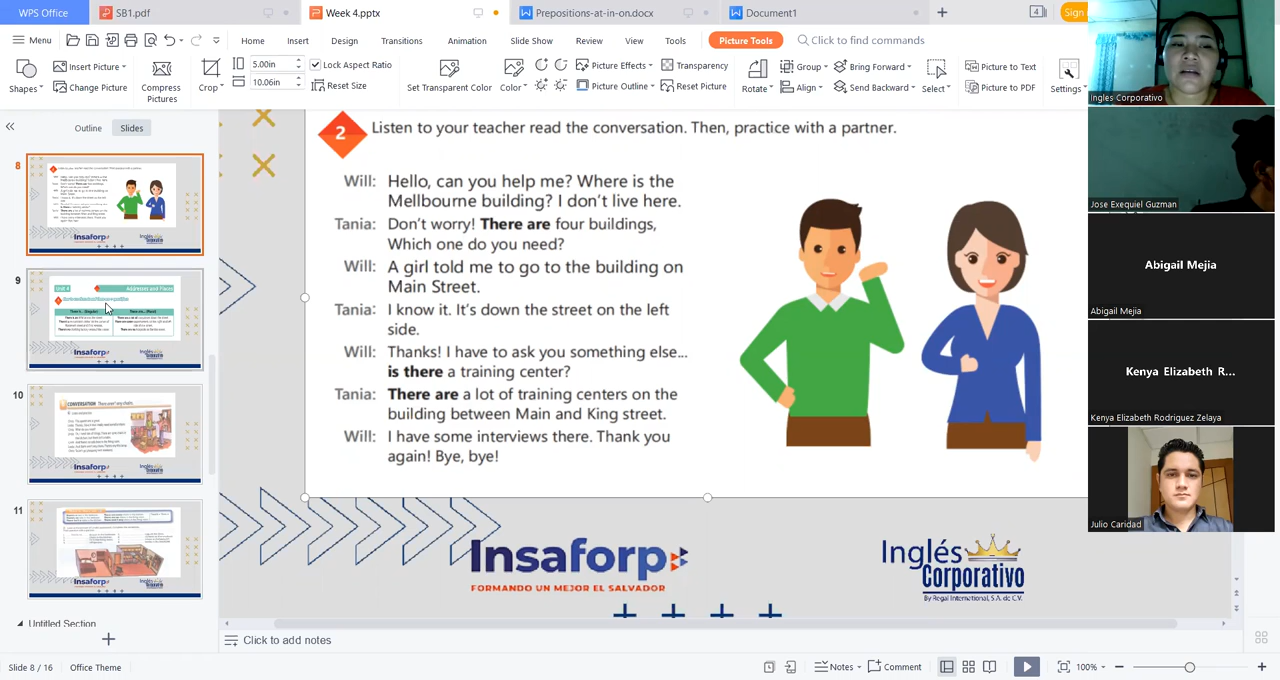 WPS Office
SB1.pdf
Week 4.pptx
Prepositions-at-in-on.docx
Document1
4
Sign
Menu
Home
Insert
Design
Transitions
Animation
Slide Show
Review
View
Tools
Picture Tools
Click to find commands
Shapes
Insert Picture
Change Picture
Compress Pictures
Crop
5.00in
10.06in
Lock Aspect Ratio
Reset Size
Set Transparent Color
Color
Picture Effects
Picture Outline
Transparency
Reset Picture
Rotate
Group
Align
Bring Forward
Send Backward
Select
Picture to Text
Picture to PDF
Settings
Outline
Slides
8
9
Unit 4
Addresses and Places
10
CONVERSATION There aren't any chairs.
11
Untitled Section
2
Listen to your teacher read the conversation. Then, practice with a partner.
Will: Hello, can you help me? Where is the
Mellbourne building? I don't live here.
Tania: Don't worry! There are four buildings,
Which one do you need?
Will: A girl told me to go to the building on
Main Street.
Tania: I know it. It's down the street on the left
side.
Will: Thanks! I have to ask you something else...
is there a training center?
Tania: There are a lot of training centers on the
building between Main and King street.
Will: I have some interviews there. Thank you
again! Bye, bye!
Insaforp
FORMANDO UN MEJOR EL SALVADOR
Inglés
Corporativo
By Regal International, S.A. de C.V.
Click to add notes
Slide 8 / 16
Office Theme
Notes
Comment
100%
Ingles Corporativo
Jose Exequiel Guzman
Abigail Mejia
Abigail Mejia
Kenya Elizabeth R...
Kenya Elizabeth Rodriguez Zelaya
Julio Caridad